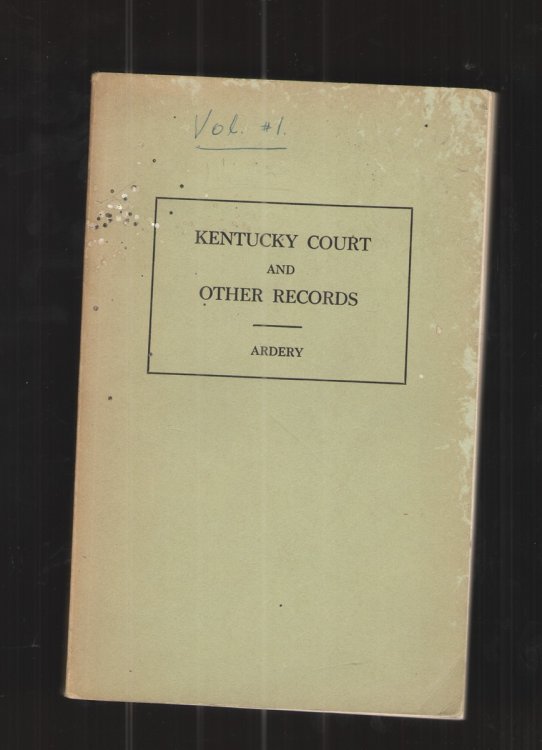 Vol. #1.
KENTUCKY COURT
AND
OTHER RECORDS
ARDERY